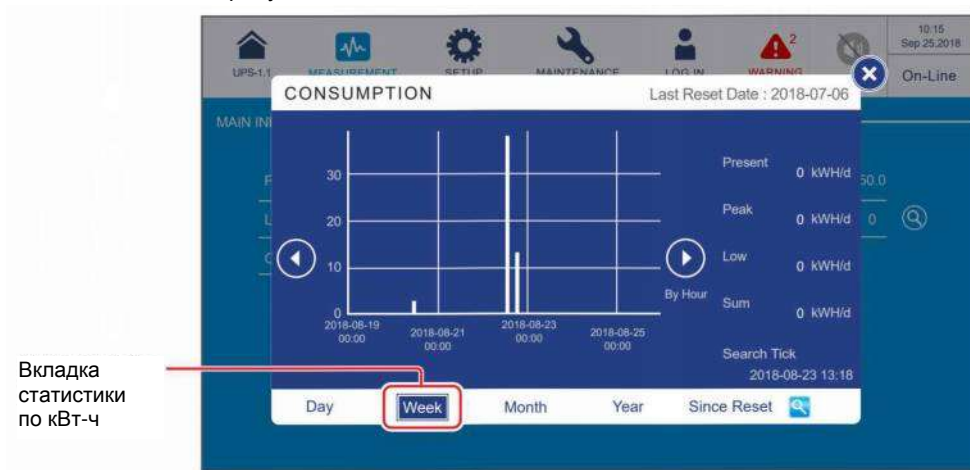 10:15
Sep 25,2018
2
UPS-1.1
MEASUREMENT
SETUP
MAINTENANCE
LOG IN
WARNING
On-Line
CONSUMPTION
Last Reset Date : 2018-07-06
MAIN IN
30
20
10
0
2018-08-19
00:00
2018-08-21
00:00
2018-08-23
00:00
2018-08-25
00:00
By Hour
Present
0 kWH/d
Peak
0 kWH/d
Low
0 kWH/d
Sum
0 kWH/d
Search Tick
2018-08-23 13:18
0
Day
Week
Month
Year
Since Reset
Вкладка
статистики
по кВт-ч